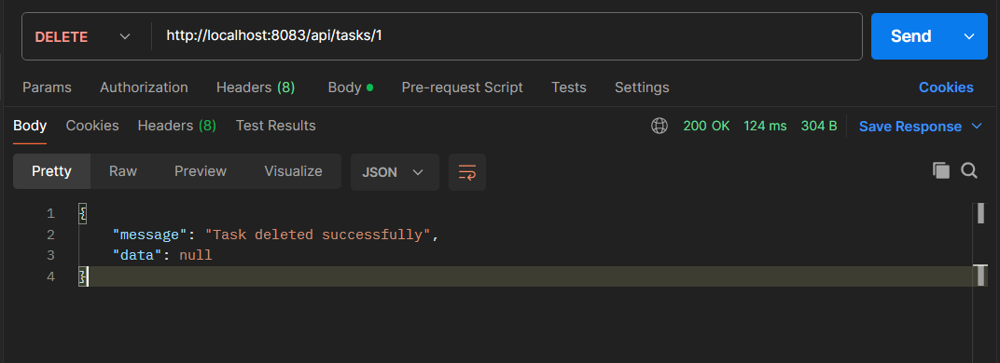 DELETE http://localhost:8083/api/tasks/1 Send
Params Authorization Headers (8) Body Pre-request Script Tests Settings Cookies
Body Cookies Headers (8) Test Results 200 OK 124 ms 304 B Save Response
Pretty Raw Preview Visualize JSON
1 {
2 "message": "Task deleted successfully",
3 "data": null
4 }